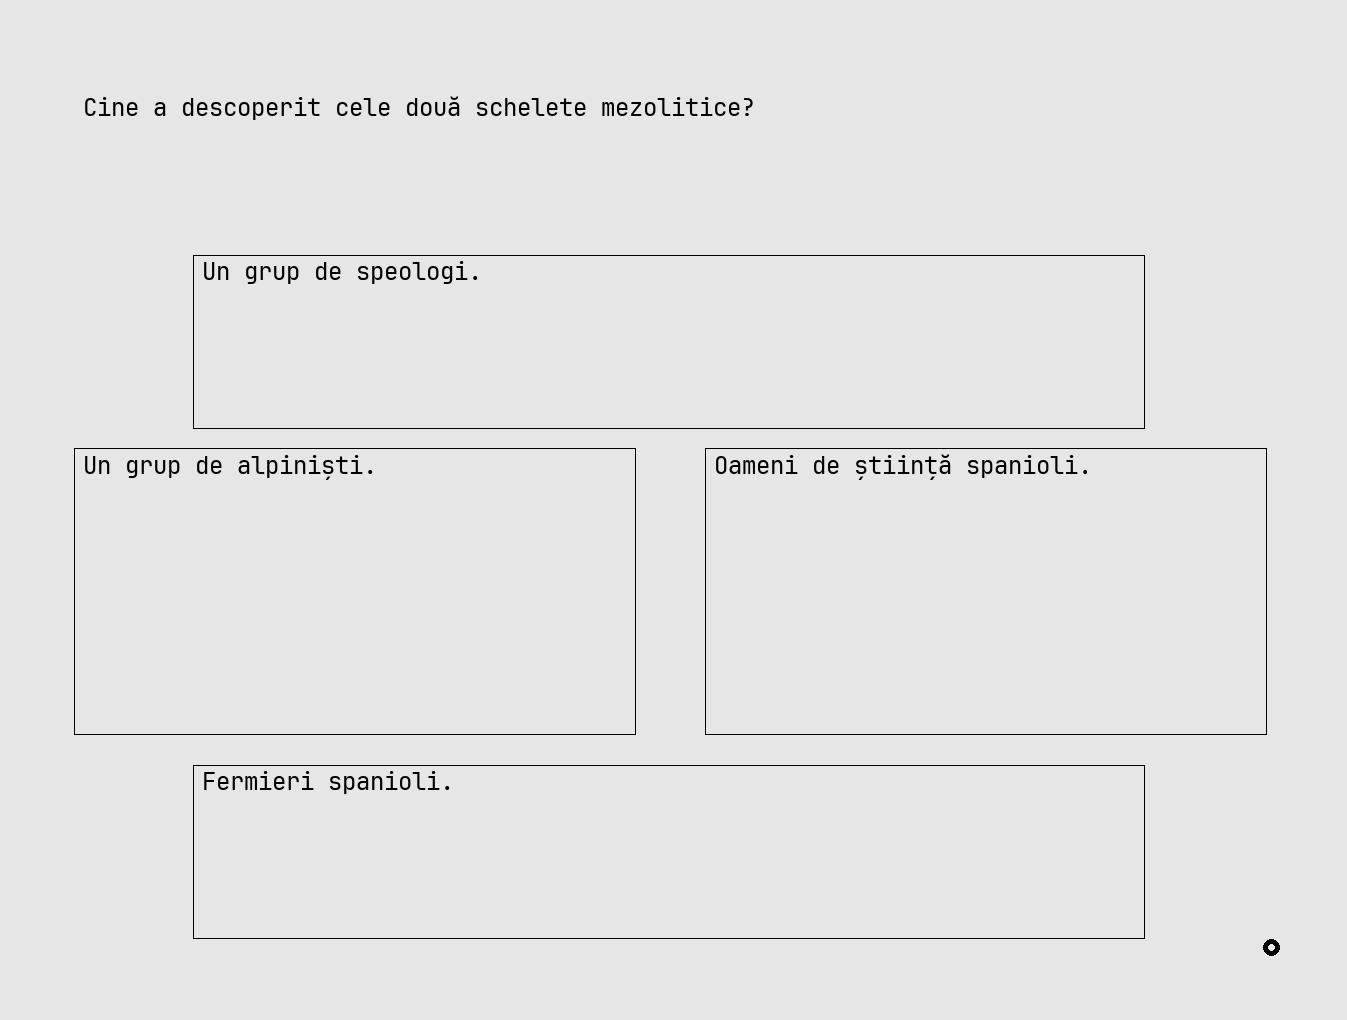 Cine a descoperit cele două schelete mezolitice?
Un grup de speologi.
Un grup de alpiniști.
Oameni de știință spanioli.
Fermieri spanioli.